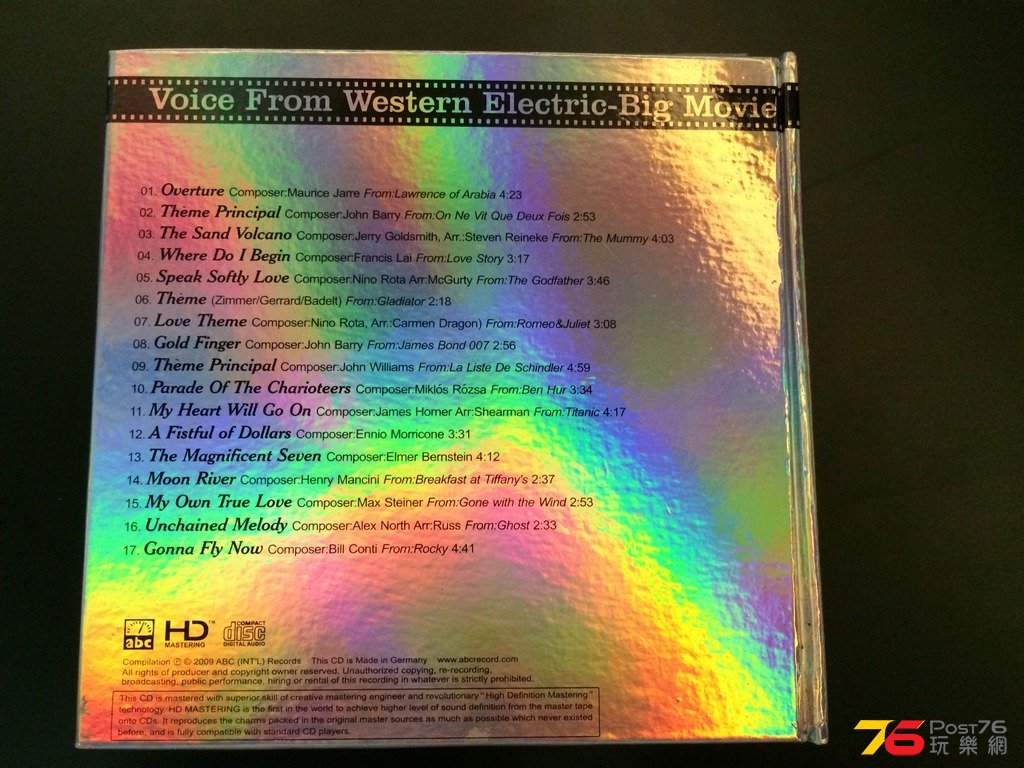 Voice From Western Electric-Big Movie
01. Overture Composer:Maurice Jarre From:Lawrence of Arabia 4:23
02. Thème Principal Composer:John Barry From:On Ne Vit Que Deux Fois 2:53
03. The Sand Volcano Composer:Jerry Goldsmith, Arr.:Steven Reineke From:The Mummy 4:03
04. Where Do I Begin Composer:Francis Lai From:Love Story 3:17
05. Speak Softly Love Composer:Nino Rota Arr:McGurty From:The Godfather 3:46
06. Thème (Zimmer/Gerrard/Badelt) From:Gladiator 2:18
07. Love Theme Composer:Nino Rota, Arr.:Carmen Dragon) From:Romeo&Juliet 3:08
08. Gold Finger Composer:John Barry From:James Bond 007 2:56
09. Thème Principal Composer:John Williams From:La Liste De Schindler 4:59
10. Parade Of The Charioteers Composer:Miklós Rózsa From:Ben Hur 3:34
11. My Heart Will Go On Composer:James Horner Arr:Shearman From:Titanic 4:17
12. A Fistful of Dollars Composer:Ennio Morricone 3:31
13. The Magnificent Seven Composer:Elmer Bernstein 4:12
14. Moon River Composer:Henry Mancini From:Breakfast at Tiffany's 2:37
15. My Own True Love Composer:Max Steiner From:Gone with the Wind 2:53
16. Unchained Melody Composer:Alex North Arr:Russ From:Ghost 2:33
17. Gonna Fly Now Composer:Bill Conti From:Rocky 4:41
abc HD™ MASTERING COMPACT disc DIGITAL AUDIO
Compilation ℗ © 2009 ABC (INT'L) Records This CD is Made in Germany www.abcrecord.com
All rights of producer and copyright owner reserved. Unauthorized copying, re-recording,
broadcasting, public performance, hiring or rental of this recording in whatever is strictly prohibited.
This CD is mastered with superior skill of creative mastering engineer and revolutionary "High Definition Mastering"
technology. HD MASTERING is the first in the world to achieve higher level of sound definition from the master tape
onto CDs. It reproduces the charms packed in the original master sources as much as possible which never existed
before, and is fully compatible with standard CD players.
76 Post76
玩樂網